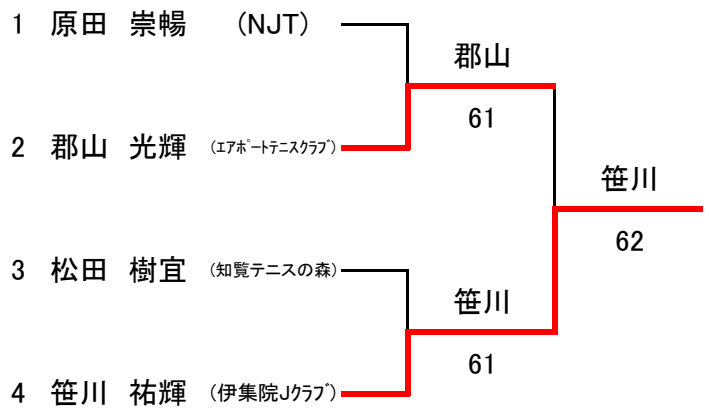 1 原田 崇暢 (NJT)
郡山
61
2 郡山 光輝 (エアポートテニスクラブ)
笹川
62
3 松田 樹宜 (知覧テニスの森)
笹川
61
4 笹川 祐輝 (伊集院Jクラブ)